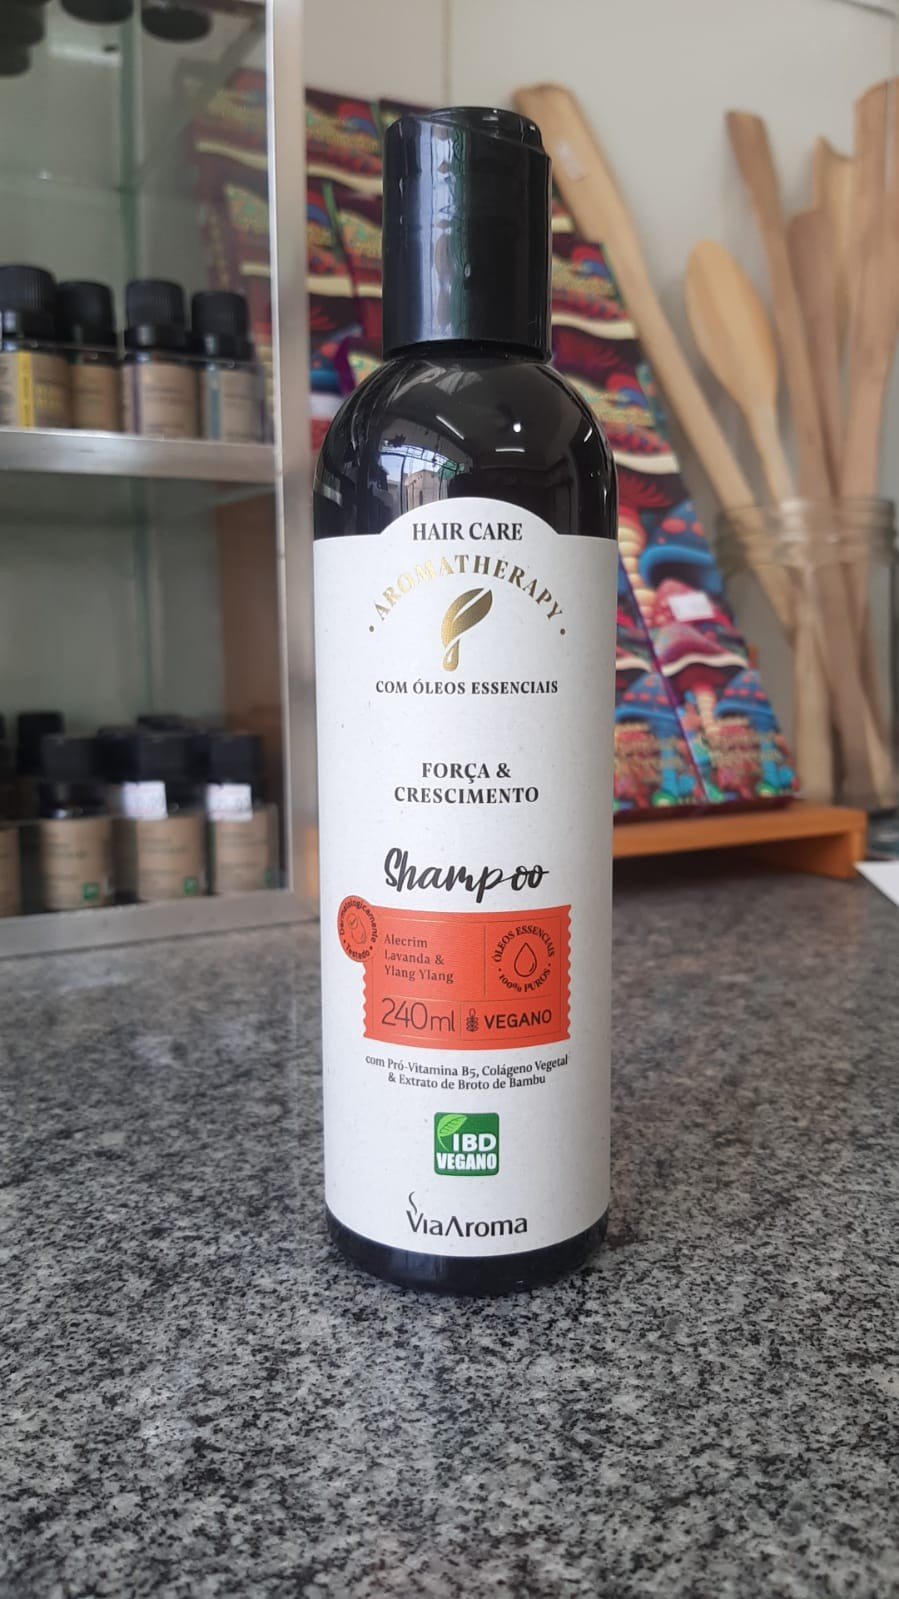 HAIR CARE
• AROMATHERAPY •
COM ÓLEOS ESSENCIAIS
FORÇA &
CRESCIMENTO
Shampoo
Dermatologicamente
• Testado •
Alecrim
Lavanda &
Ylang Ylang
ÓLEOS ESSENCIAIS
• 100% PUROS •
240ml
VEGANO
com Pró-Vitamina B5, Colágeno Vegetal
& Extrato de Broto de Bambu
IBD
VEGANO
ViaAroma